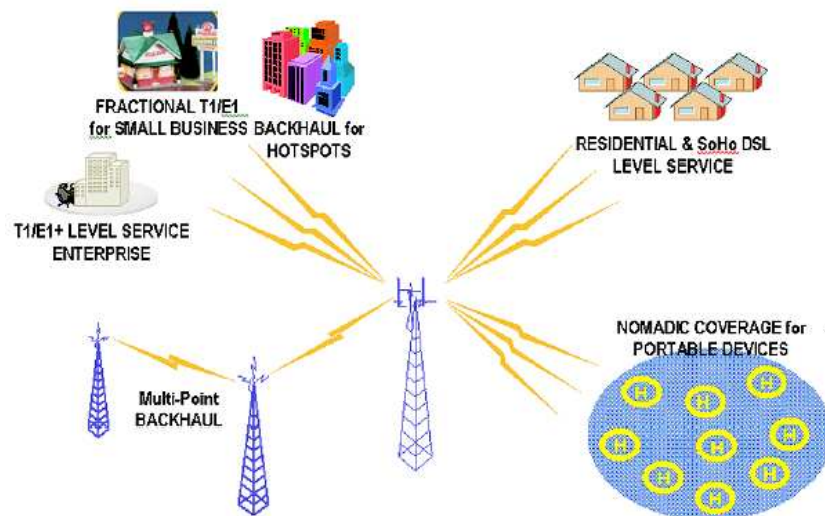 FRACTIONAL T1/E1
for SMALL BUSINESS
BACKHAUL for
HOTSPOTS
RESIDENTIAL & SoHo DSL
LEVEL SERVICE
T1/E1+ LEVEL SERVICE
ENTERPRISE
NOMADIC COVERAGE for
PORTABLE DEVICES
Multi-Point
BACKHAUL
H
H
H
H
H
H
H
H
H